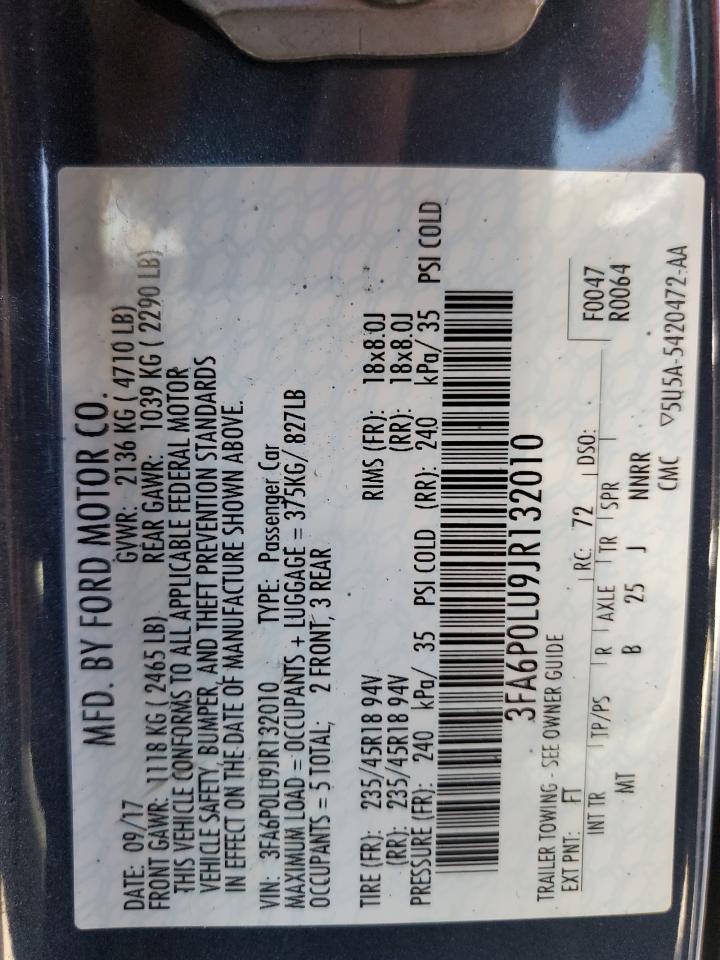 MFD. BY FORD MOTOR CO.
DATE: 09/17 GVWR: 2136 KG ( 4710 LB)
FRONT GAWR: 1118 KG ( 2465 LB) REAR GAWR: 1039 KG ( 2290 LB)
THIS VEHICLE CONFORMS TO ALL APPLICABLE FEDERAL MOTOR
VEHICLE SAFETY, BUMPER, AND THEFT PREVENTION STANDARDS
IN EFFECT ON THE DATE OF MANUFACTURE SHOWN ABOVE.
VIN: 3FA6P0LU9JR132010 TYPE: Passenger Car
MAXIMUM LOAD = OCCUPANTS + LUGGAGE = 375KG/ 827LB
OCCUPANTS = 5 TOTAL; 2 FRONT, 3 REAR
TIRE (FR): 235/45R18 94V RIMS (FR): 18x8.0J
(RR): 235/45R18 94V (RR): 18x8.0J
PRESSURE (FR): 240 kPa/ 35 PSI COLD (RR): 240 kPa/ 35 PSI COLD
3FA6P0LU9JR132010
TRAILER TOWING - SEE OWNER GUIDE
F0047
EXT PNT: FT RC: 72 DSO: R0064
INT TR TP/PS R AXLE TR SPR
MT B 25 J NNRR
CMC ▽5U5A-5420472-AA